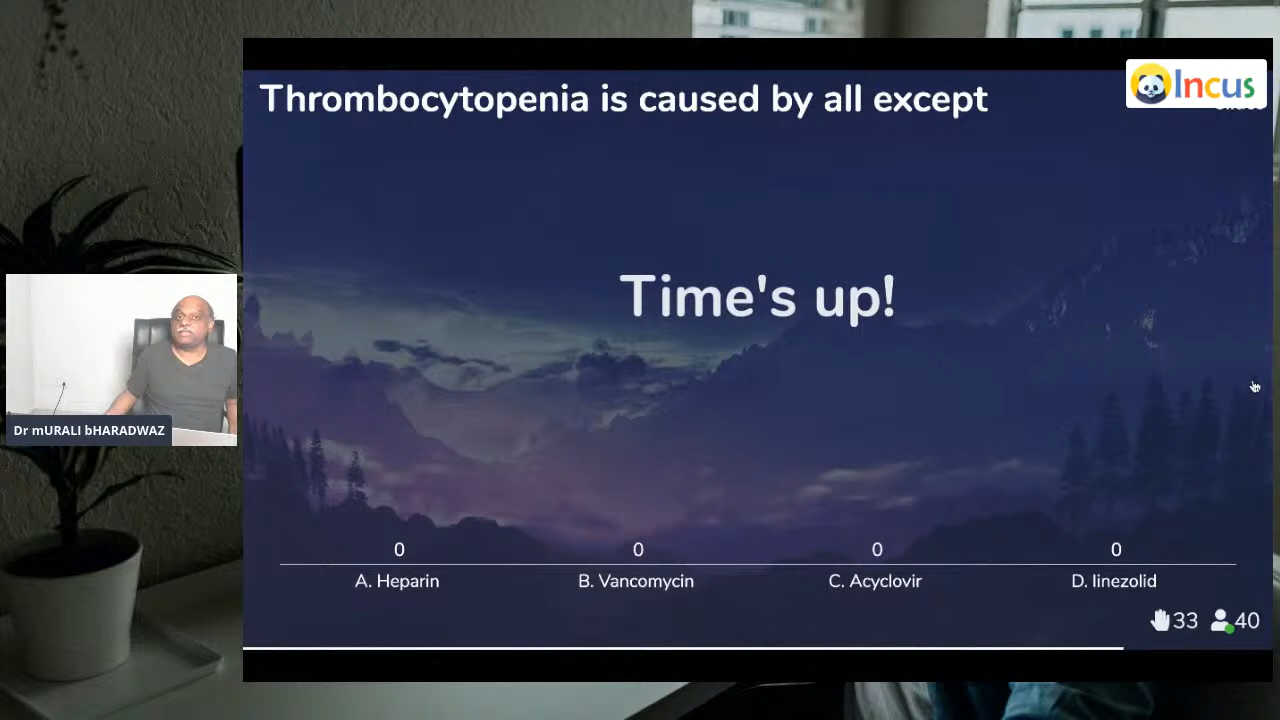 Thrombocytopenia is caused by all except
Incus
Time's up!
Dr mURALI bHARADWAZ
0 0 0 0
A. Heparin B. Vancomycin C. Acyclovir D. linezolid
33 40